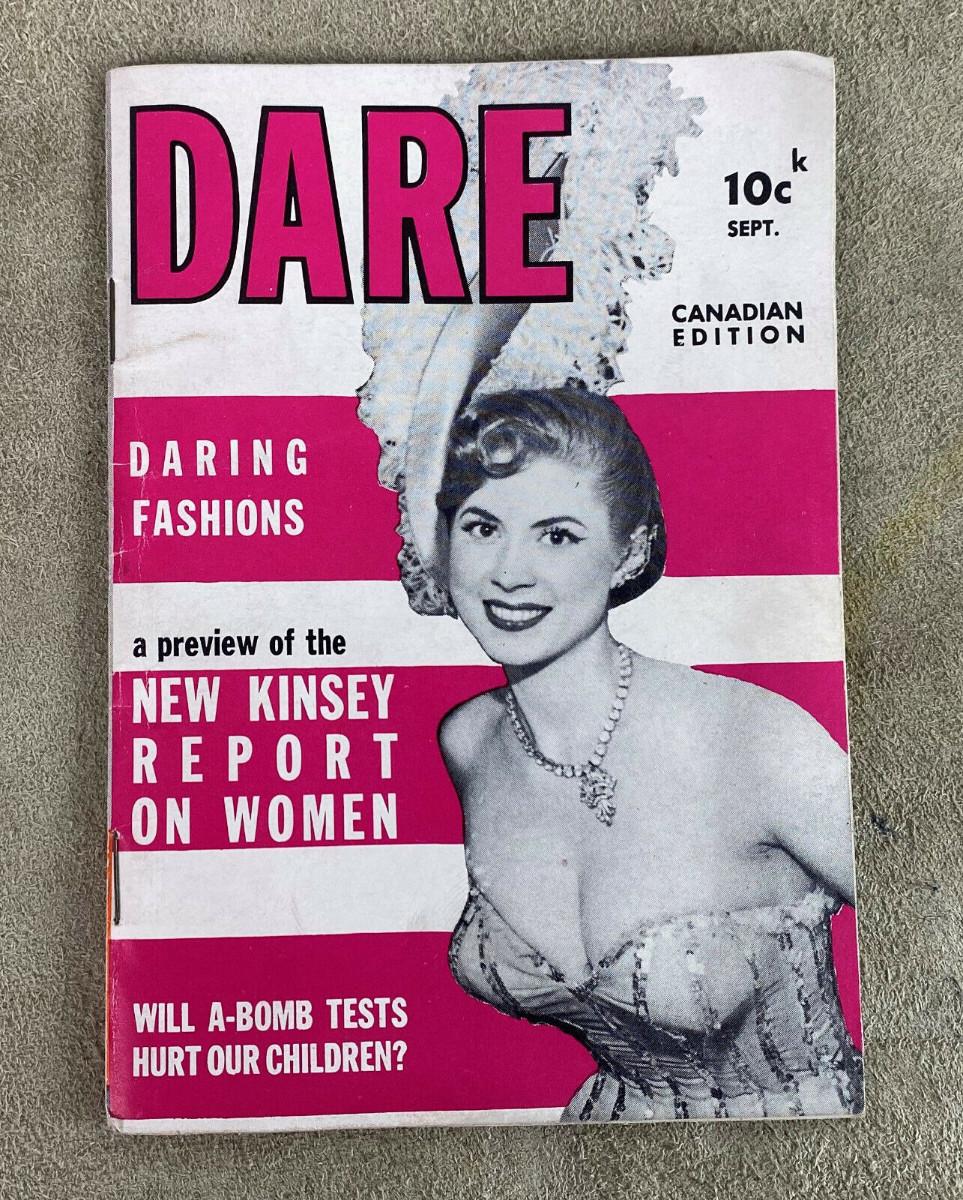 DARE
10c k
SEPT.
CANADIAN
EDITION
DARING
FASHIONS
a preview of the
NEW KINSEY
REPORT
ON WOMEN
WILL A-BOMB TESTS
HURT OUR CHILDREN?